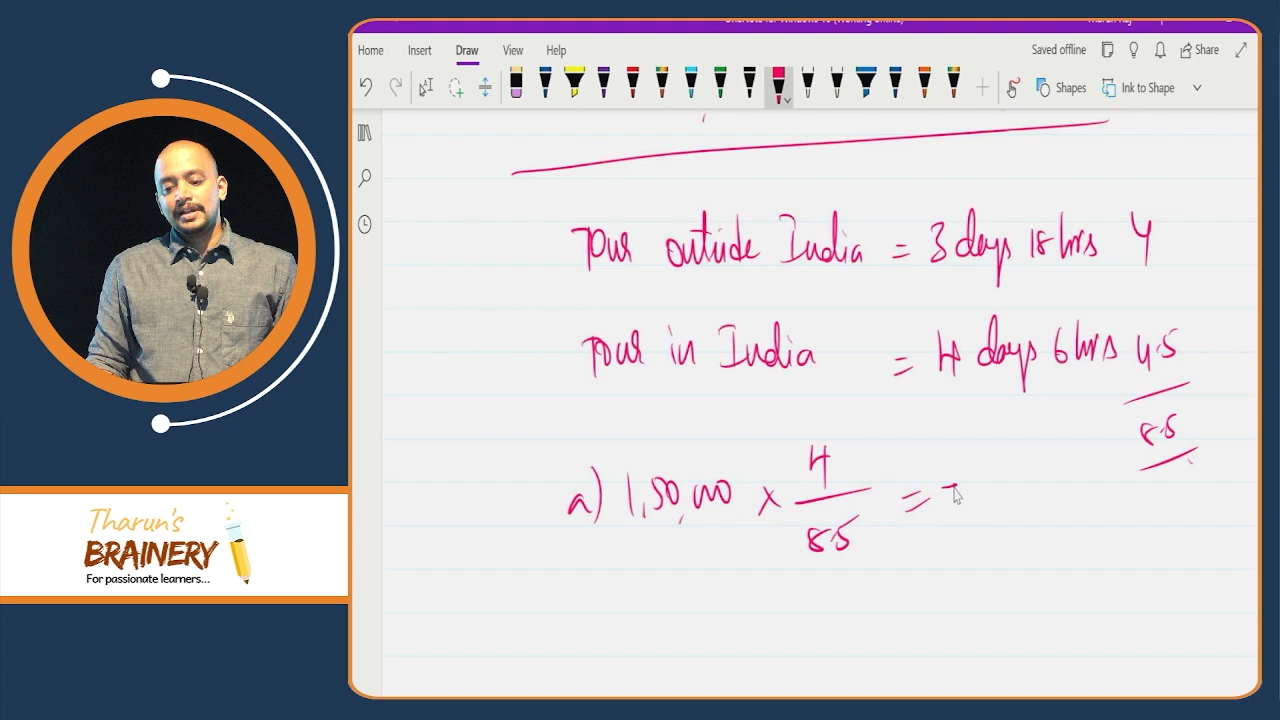 Home Insert Draw View Help Saved offline Share
Shapes Ink to Shape
Tour outside India = 3 days 18 hrs 4
Tour in India = 4 days 6 hrs 4.5
8.5
a) 1,50,000 × 4/8.5 =
Tharun's
BRAINERY
For passionate learners...